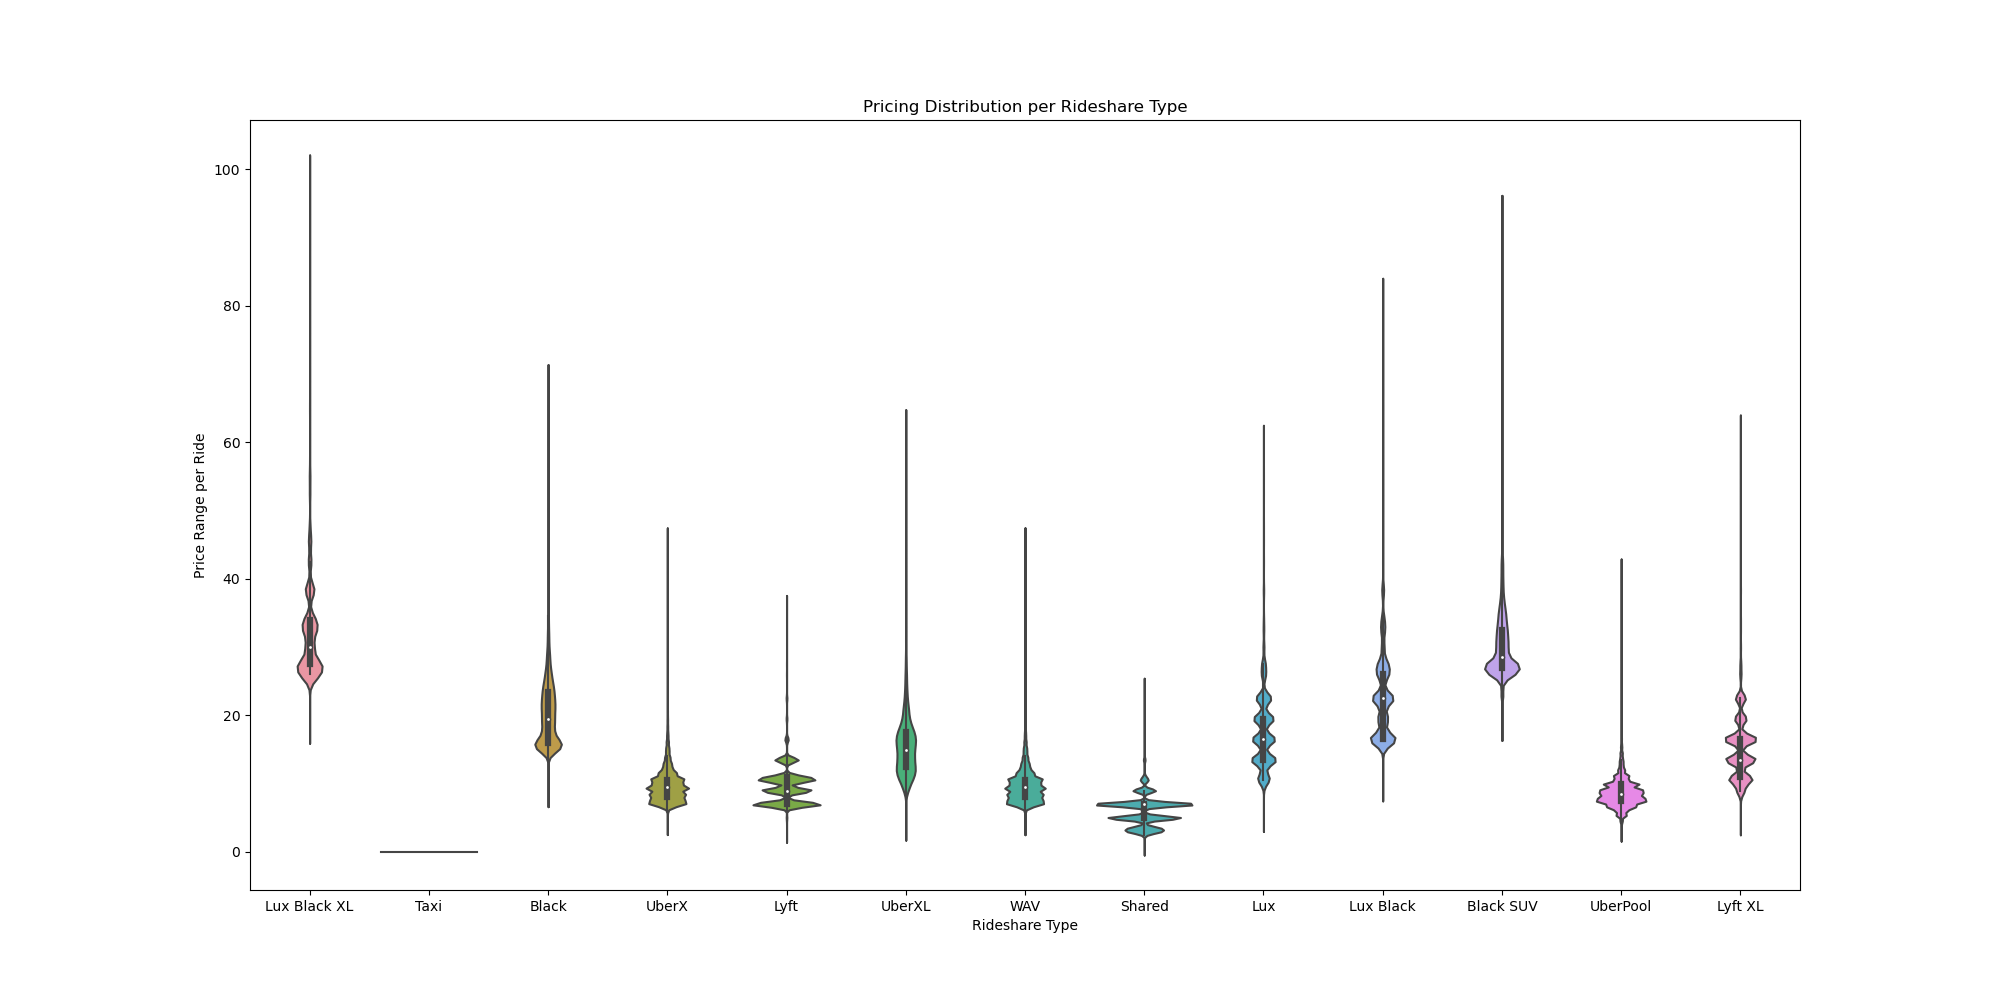 Pricing Distribution per Rideshare Type
Price Range per Ride
100
80
60
40
20
0
Lux Black XL Taxi Black UberX Lyft UberXL WAV Shared Lux Lux Black Black SUV UberPool Lyft XL
Rideshare Type